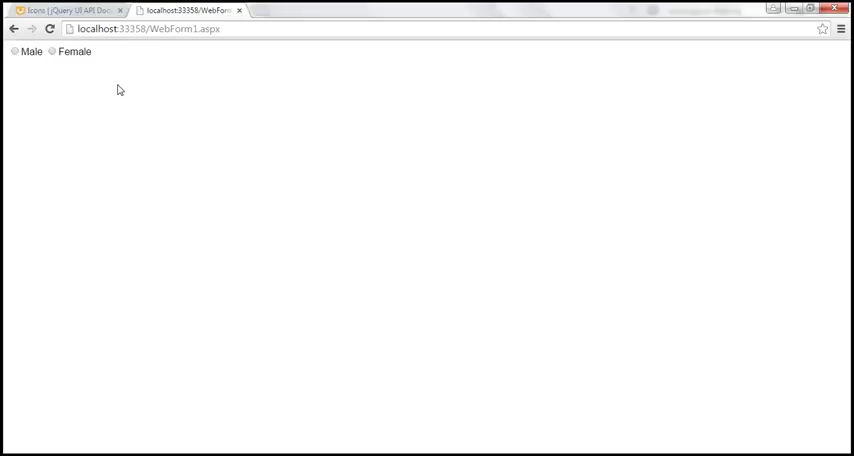 Icons | jQuery UI API Doc
localhost:33358/WebForm
localhost:33358/WebForm1.aspx
Male Female